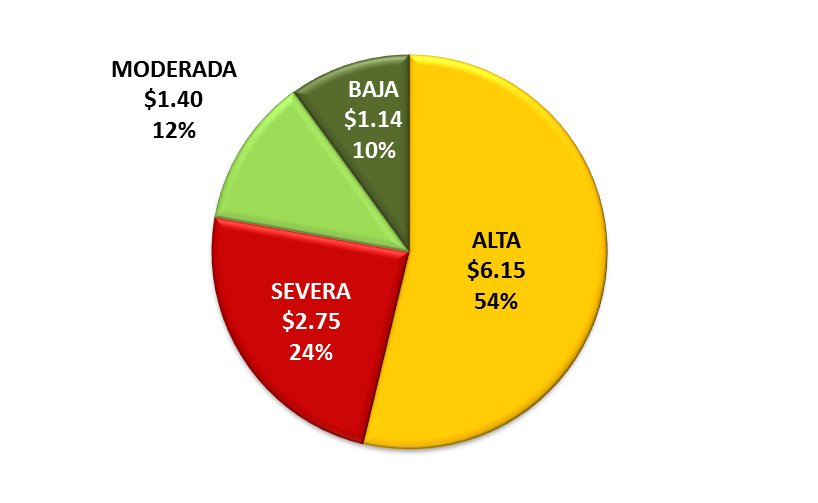 MODERADA
$1.40
12%
BAJA
$1.14
10%
ALTA
$6.15
54%
SEVERA
$2.75
24%